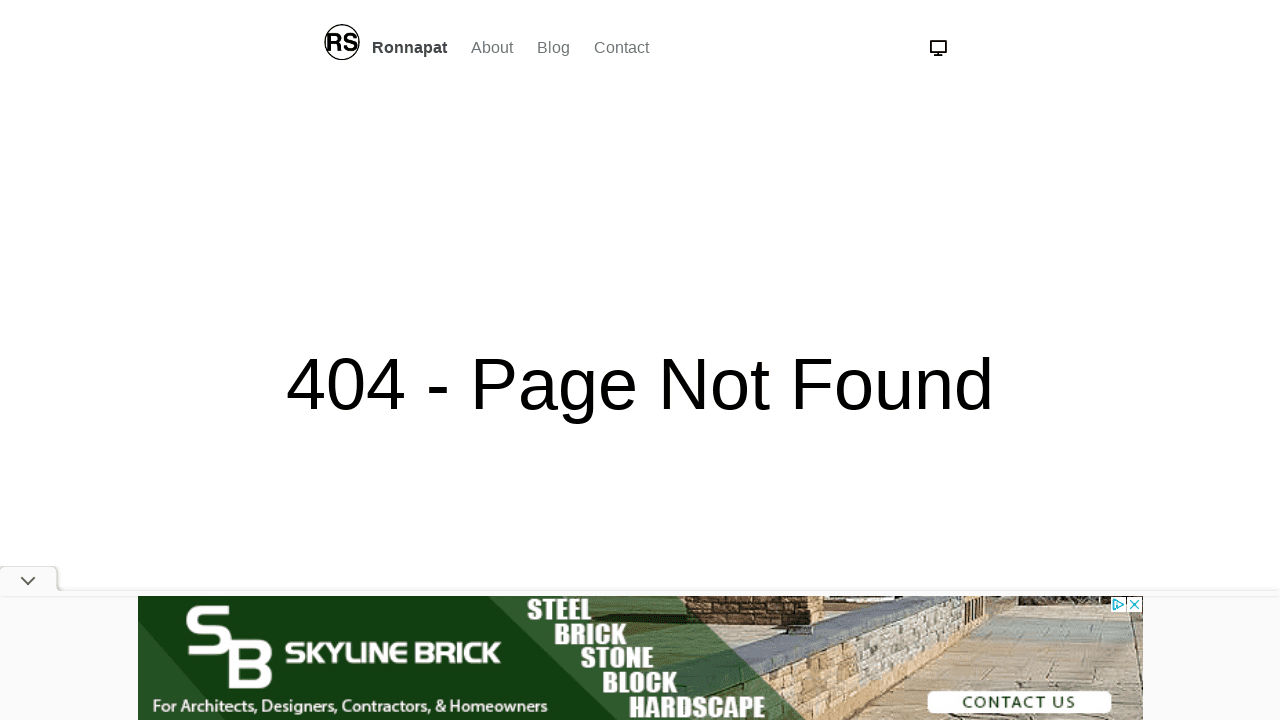 RS Ronnapat About Blog Contact
404 - Page Not Found
SB SKYLINE BRICK
For Architects, Designers, Contractors, & Homeowners
STEEL
BRICK
STONE
BLOCK
HARDSCAPE
CONTACT US